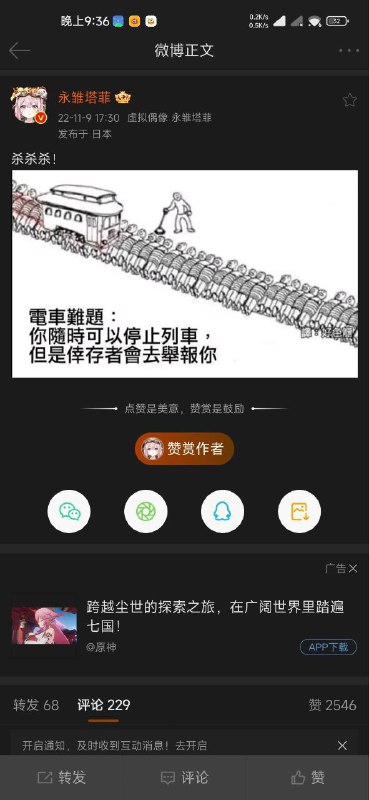 晚上9:36
0.2K/s
0.5K/s
52
微博正文
永雏塔菲
22-11-9 17:30 虚拟偶像 永雏塔菲
发布于 日本
杀杀杀！
電車難題：
你隨時可以停止列車，
但是倖存者會去舉報你
点赞是美意，赞赏是鼓励
赞赏作者
广告
跨越尘世的探索之旅，在广阔世界里踏遍
七国！
@原神
APP下载
转发 68
评论 229
赞 2546
开启通知，及时收到互动消息！去开启
转发
评论
赞